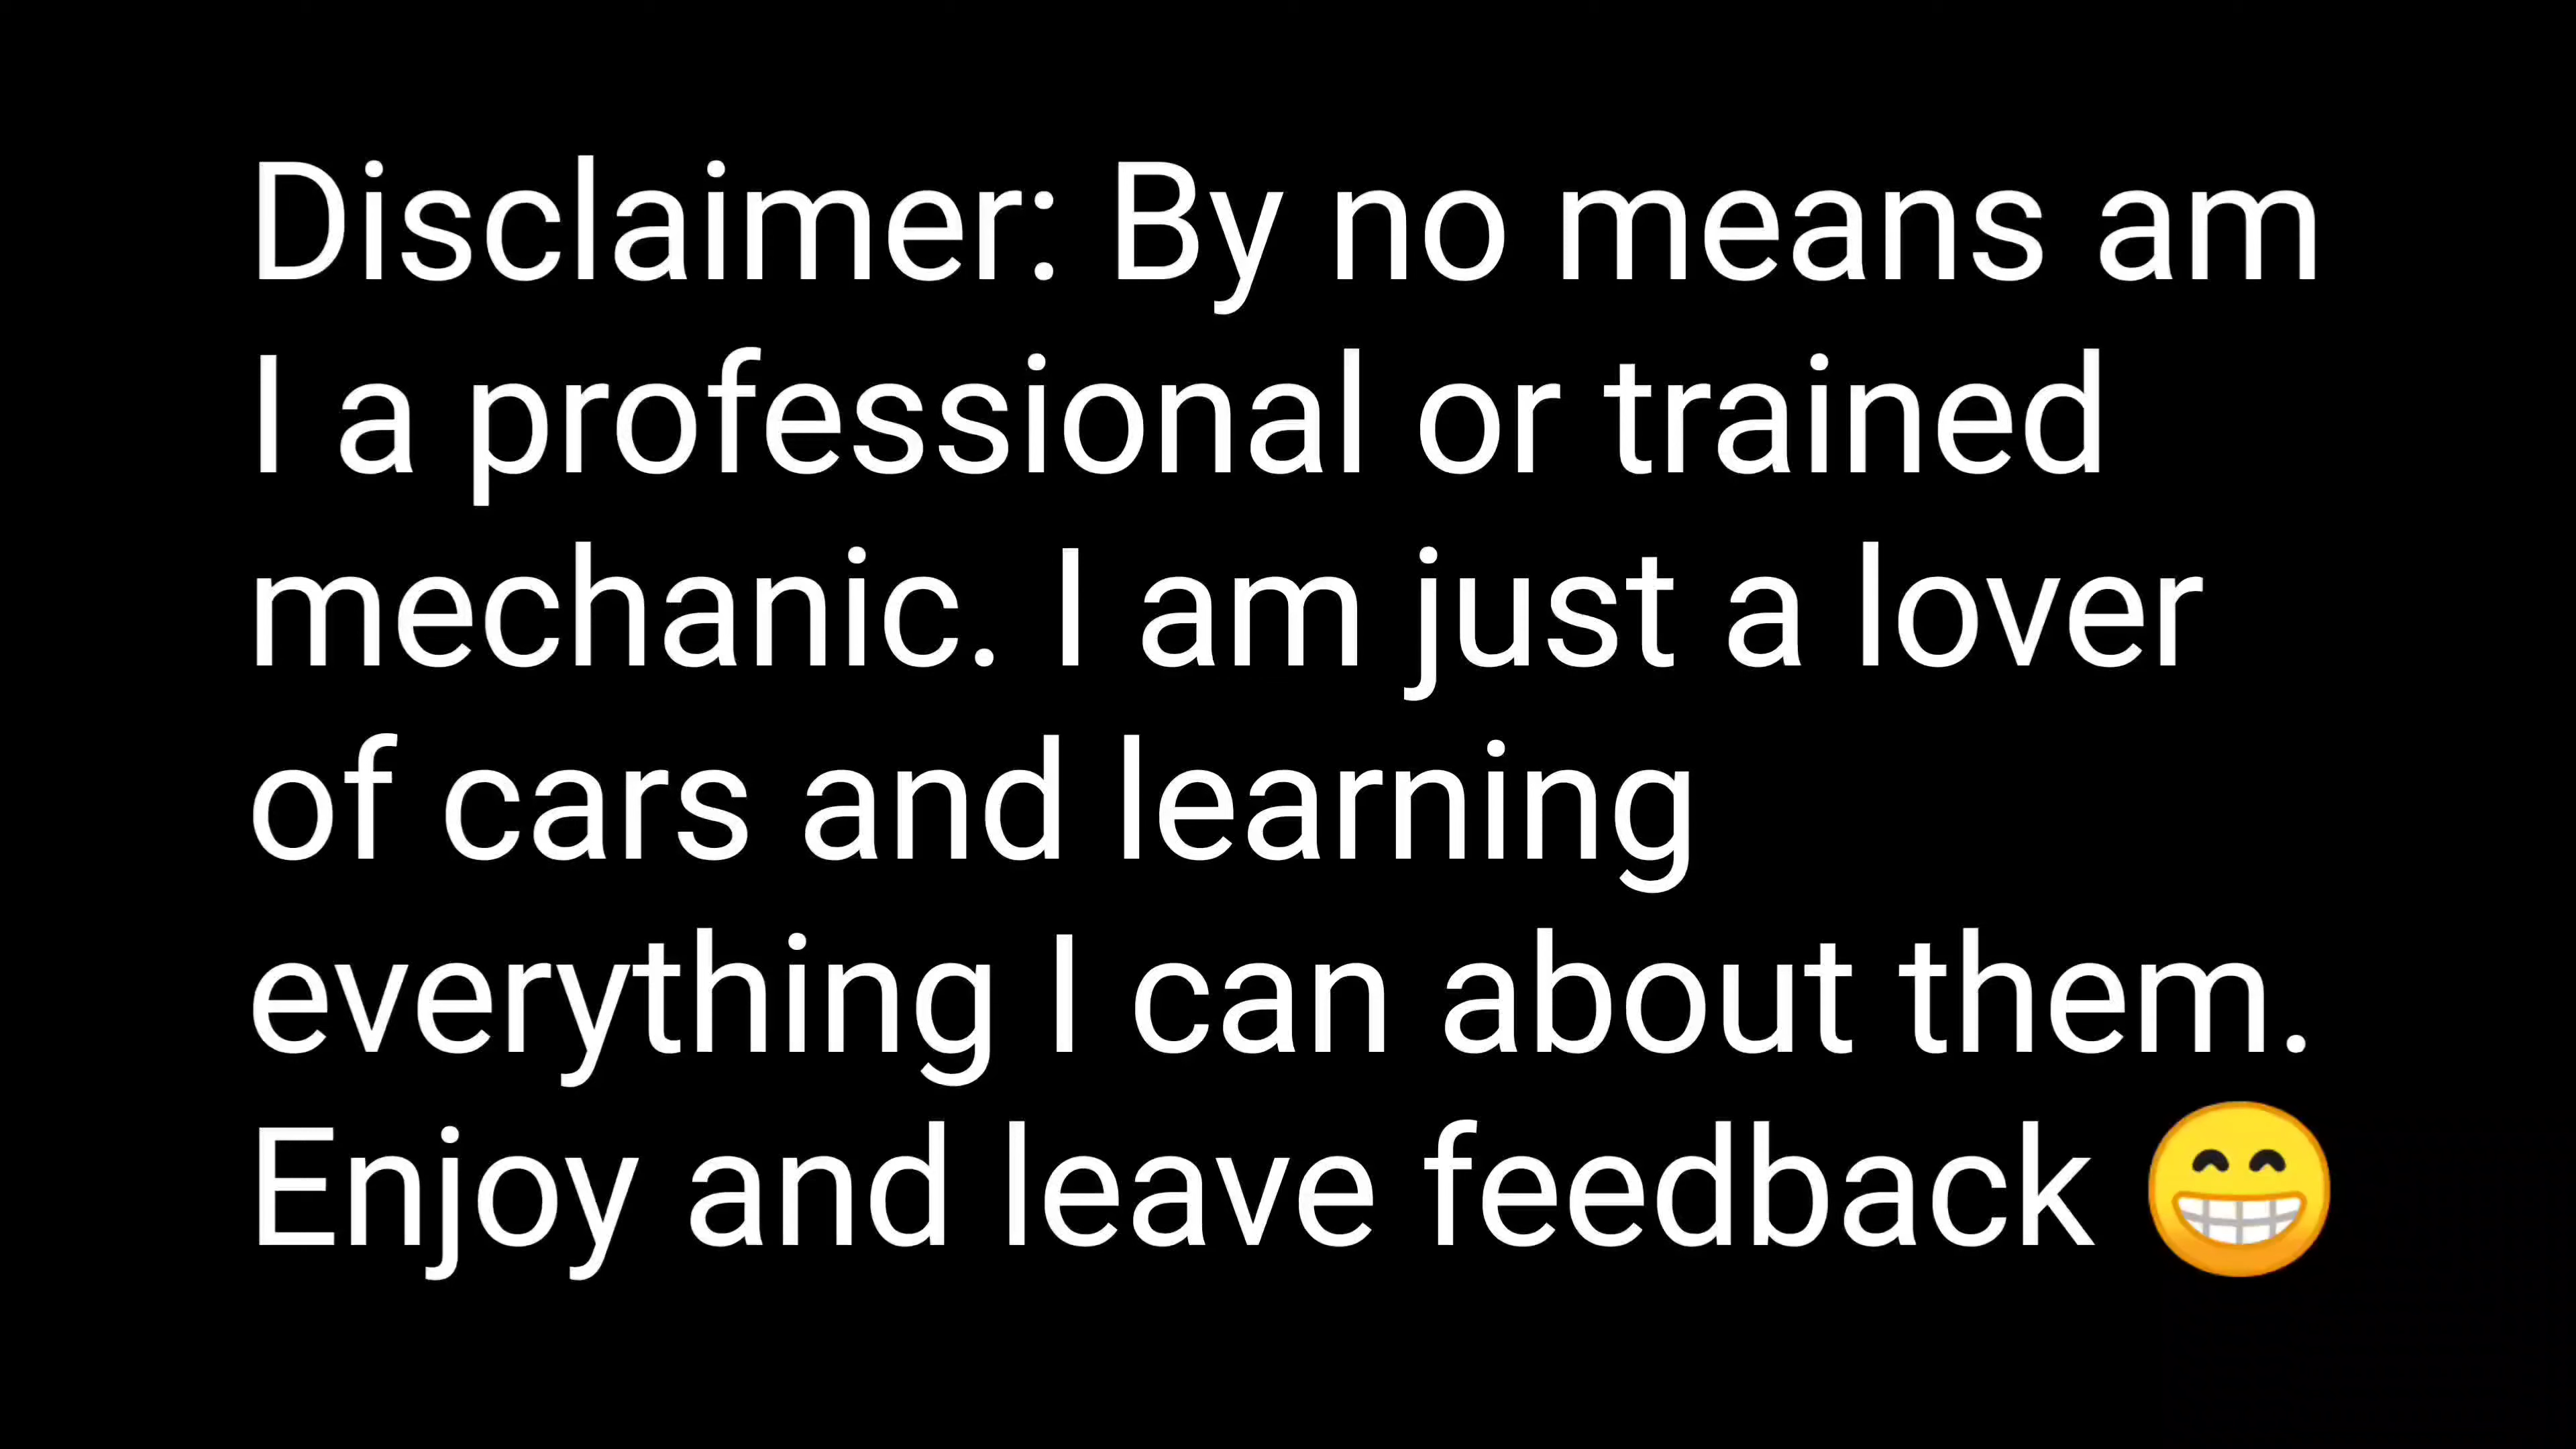 Disclaimer: By no means am
I a professional or trained
mechanic. I am just a lover
of cars and learning
everything I can about them.
Enjoy and leave feedback 😁